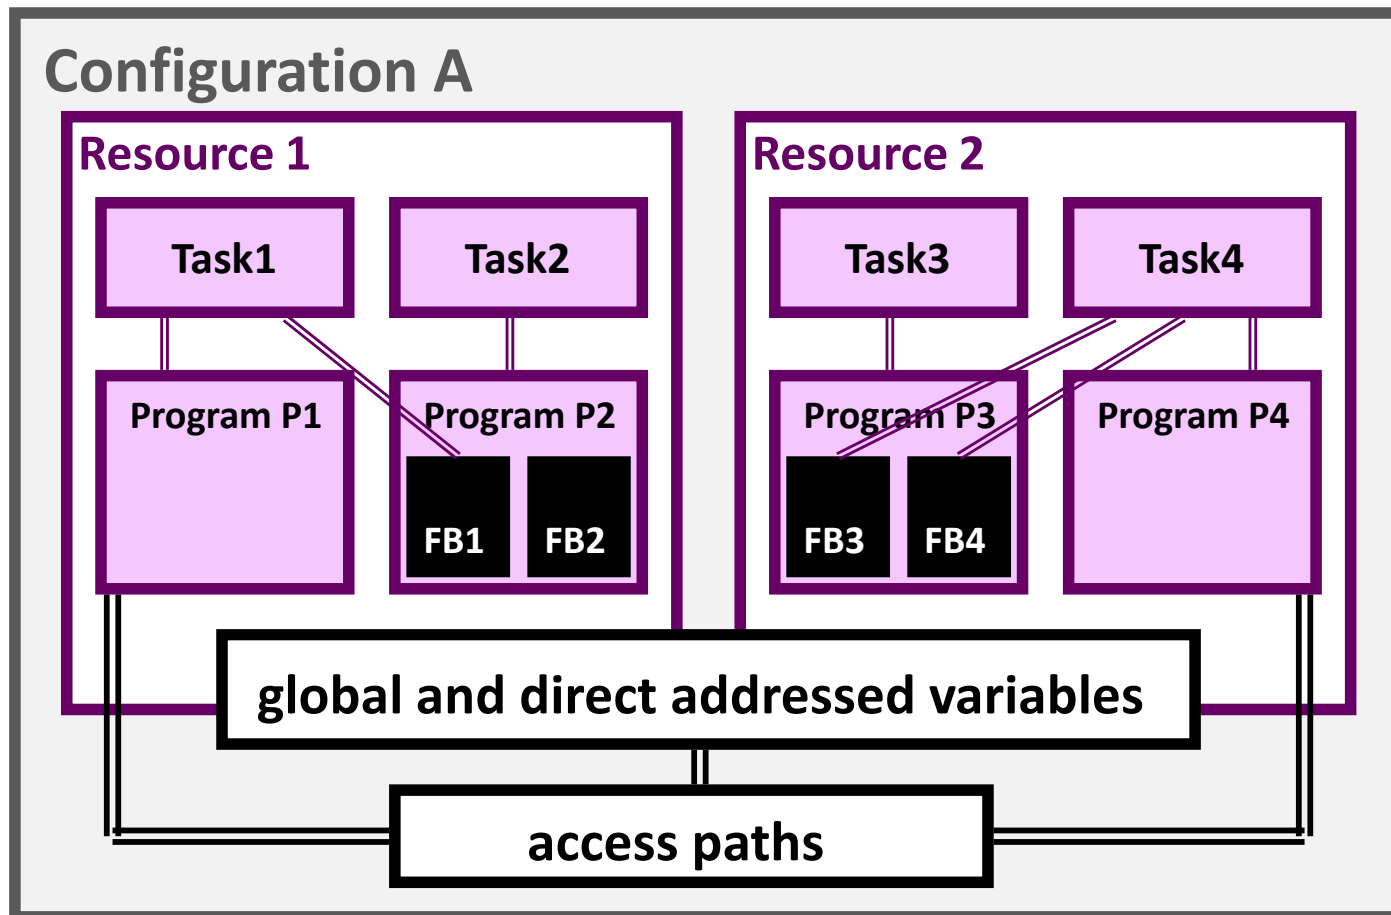 Configuration A
Resource 1
Task1
Task2
Program P1
Program P2
FB1
FB2
Resource 2
Task3
Task4
Program P3
Program P4
FB3
FB4
global and direct addressed variables
access paths